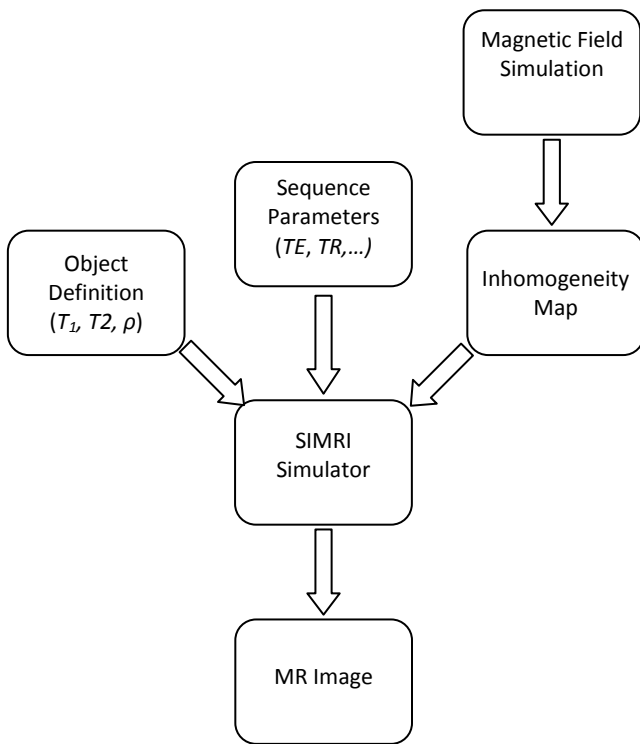 Magnetic Field
Simulation
Sequence
Parameters
(TE, TR,...)
Object
Definition
(T₁, T2, ρ)
Inhomogeneity
Map
SIMRI
Simulator
MR Image